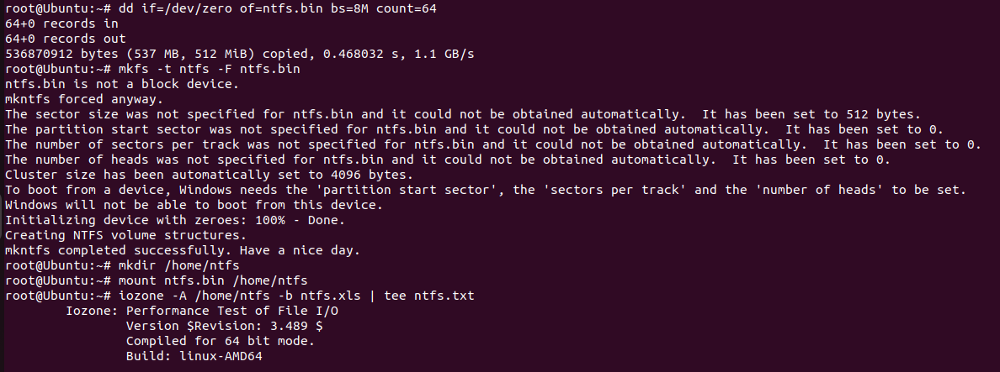 root@Ubuntu:~# dd if=/dev/zero of=ntfs.bin bs=8M count=64
64+0 records in
64+0 records out
536870912 bytes (537 MB, 512 MiB) copied, 0.468032 s, 1.1 GB/s
root@Ubuntu:~# mkfs -t ntfs -F ntfs.bin
ntfs.bin is not a block device.
mkntfs forced anyway.
The sector size was not specified for ntfs.bin and it could not be obtained automatically.  It has been set to 512 bytes.
The partition start sector was not specified for ntfs.bin and it could not be obtained automatically.  It has been set to 0.
The number of sectors per track was not specified for ntfs.bin and it could not be obtained automatically.  It has been set to 0.
The number of heads was not specified for ntfs.bin and it could not be obtained automatically.  It has been set to 0.
Cluster size has been automatically set to 4096 bytes.
To boot from a device, Windows needs the 'partition start sector', the 'sectors per track' and the 'number of heads' to be set.
Windows will not be able to boot from this device.
Initializing device with zeroes: 100% - Done.
Creating NTFS volume structures.
mkntfs completed successfully. Have a nice day.
root@Ubuntu:~# mkdir /home/ntfs
root@Ubuntu:~# mount ntfs.bin /home/ntfs
root@Ubuntu:~# iozone -A /home/ntfs -b ntfs.xls | tee ntfs.txt
Iozone: Performance Test of File I/O
Version $Revision: 3.489 $
Compiled for 64 bit mode.
Build: linux-AMD64